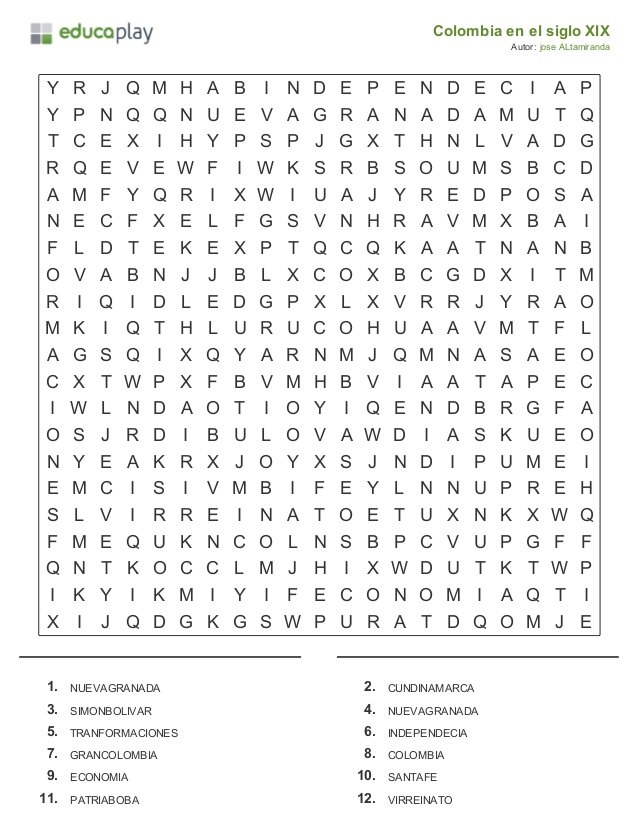 educaplay
Colombia en el siglo XIX
Autor: jose ALtamiranda
Y R J Q M H A B I N D E P E N D E C I A P
Y P N Q Q N U E V A G R A N A D A M U T Q
T C E X I H Y P S P J G X T H N L V A D G
R Q E V E W F I W K S R B S O U M S B C D
A M F Y Q R I X W I U A J Y R E D P O S A
N E C F X E L F G S V N H R A V M X B A I
F L D T E K E X P T Q C Q K A A T N A N B
O V A B N J J B L X C O X B C G D X I T M
R I Q I D L E D G P X L X V R R J Y R A O
M K I Q T H L U R U C O H U A A V M T F L
A G S Q I X Q Y A R N M J Q M N A S A E O
C X T W P X F B V M H B V I A A T A P E C
I W L N D A O T I O Y I Q E N D B R G F A
O S J R D I B U L O V A W D I A S K U E O
N Y E A K R X J O Y X S J N D I P U M E I
E M C I S I V M B I F E Y L N N U P R E H
S L V I R R E I N A T O E T U X N K X W Q
F M E Q U K N C O L N S B P C V U P G F F
Q N T K O C C L M J H I X W D U T K T W P
I K Y I K M I Y I F E C O N O M I A Q T I
X I J Q D G K G S W P U R A T D Q O M J E
1. NUEVAGRANADA
2. CUNDINAMARCA
3. SIMONBOLIVAR
4. NUEVAGRANADA
5. TRANFORMACIONES
6. INDEPENDECIA
7. GRANCOLOMBIA
8. COLOMBIA
9. ECONOMIA
10. SANTAFE
11. PATRIABOBA
12. VIRREINATO